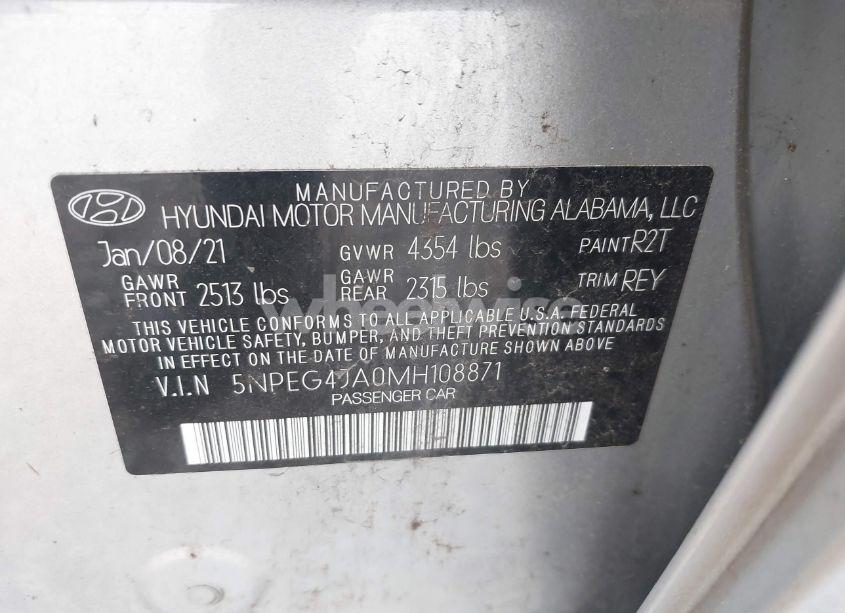 MANUFACTURED BY
HYUNDAI MOTOR MANUFACTURING ALABAMA, LLC
Jan/08/21 GVWR 4354 lbs PAINT R2T
GAWR FRONT 2513 lbs GAWR REAR 2315 lbs TRIM REY
wheelwise
THIS VEHICLE CONFORMS TO ALL APPLICABLE U.S.A. FEDERAL
MOTOR VEHICLE SAFETY, BUMPER, AND THEFT PREVENTION STANDARDS
IN EFFECT ON THE DATE OF MANUFACTURE SHOWN ABOVE.
V.I.N 5NPEG4JA0MH108871
PASSENGER CAR